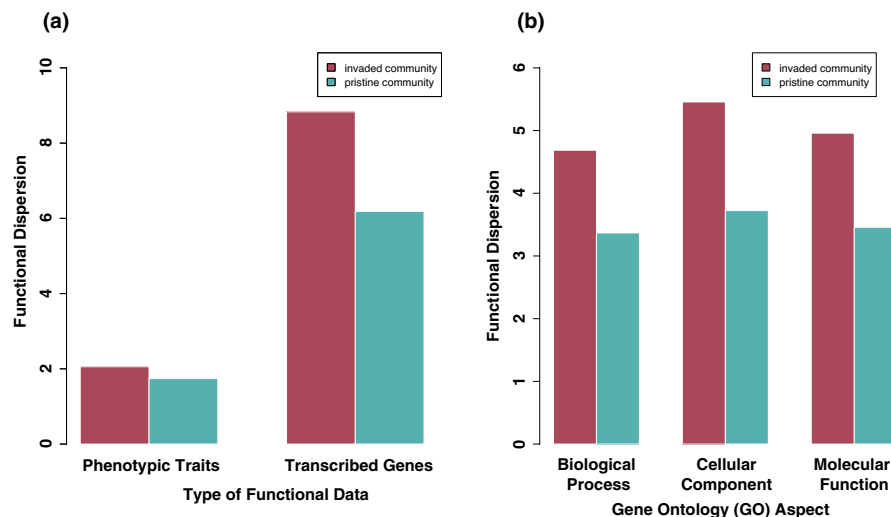 (a)
invaded community
pristine community
10
8
6
4
2
0
Functional Dispersion
Phenotypic Traits
Transcribed Genes
Type of Functional Data
(b)
invaded community
pristine community
6
5
4
3
2
1
0
Functional Dispersion
Biological
Process
Cellular
Component
Molecular
Function
Gene Ontology (GO) Aspect